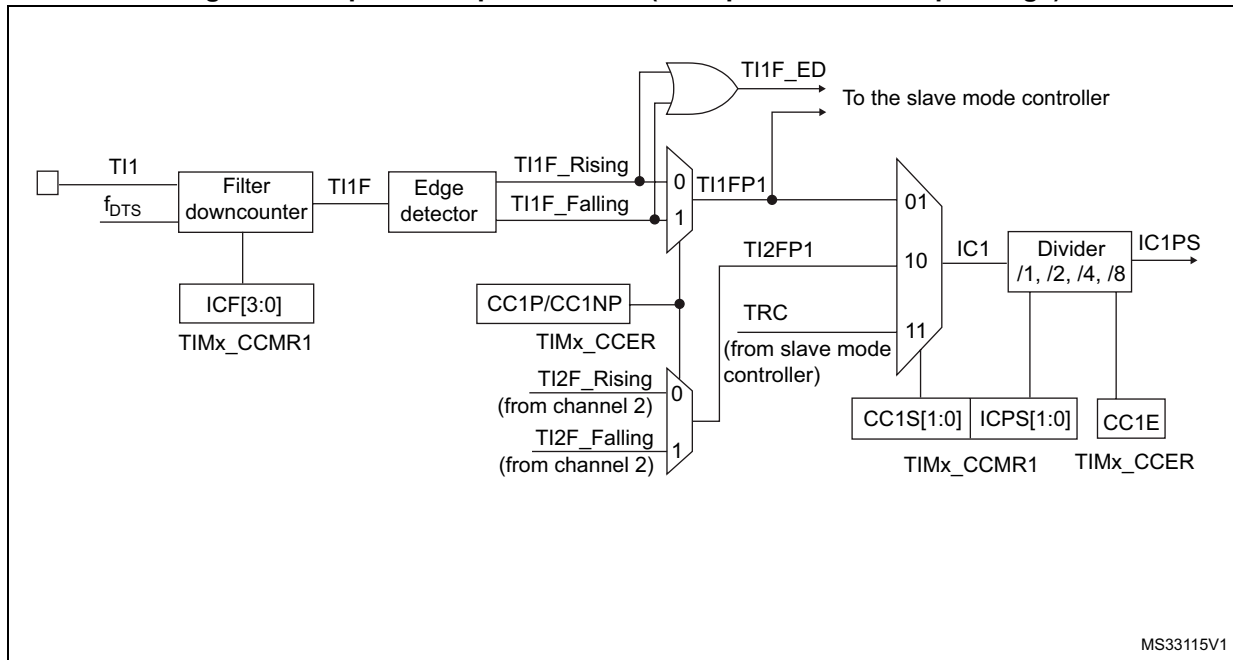 TI1F_ED
To the slave mode controller
TI1
f_DTS
Filter
downcounter
TI1F
Edge
detector
TI1F_Rising
TI1F_Falling
0
1
TI1FP1
01
10
11
TI2FP1
IC1
Divider
/1, /2, /4, /8
IC1PS
ICF[3:0]
TIMx_CCMR1
CC1P/CC1NP
TIMx_CCER
TRC
(from slave mode
controller)
TI2F_Rising
(from channel 2)
TI2F_Falling
(from channel 2)
0
1
CC1S[1:0]
ICPS[1:0]
TIMx_CCMR1
CC1E
TIMx_CCER
MS33115V1